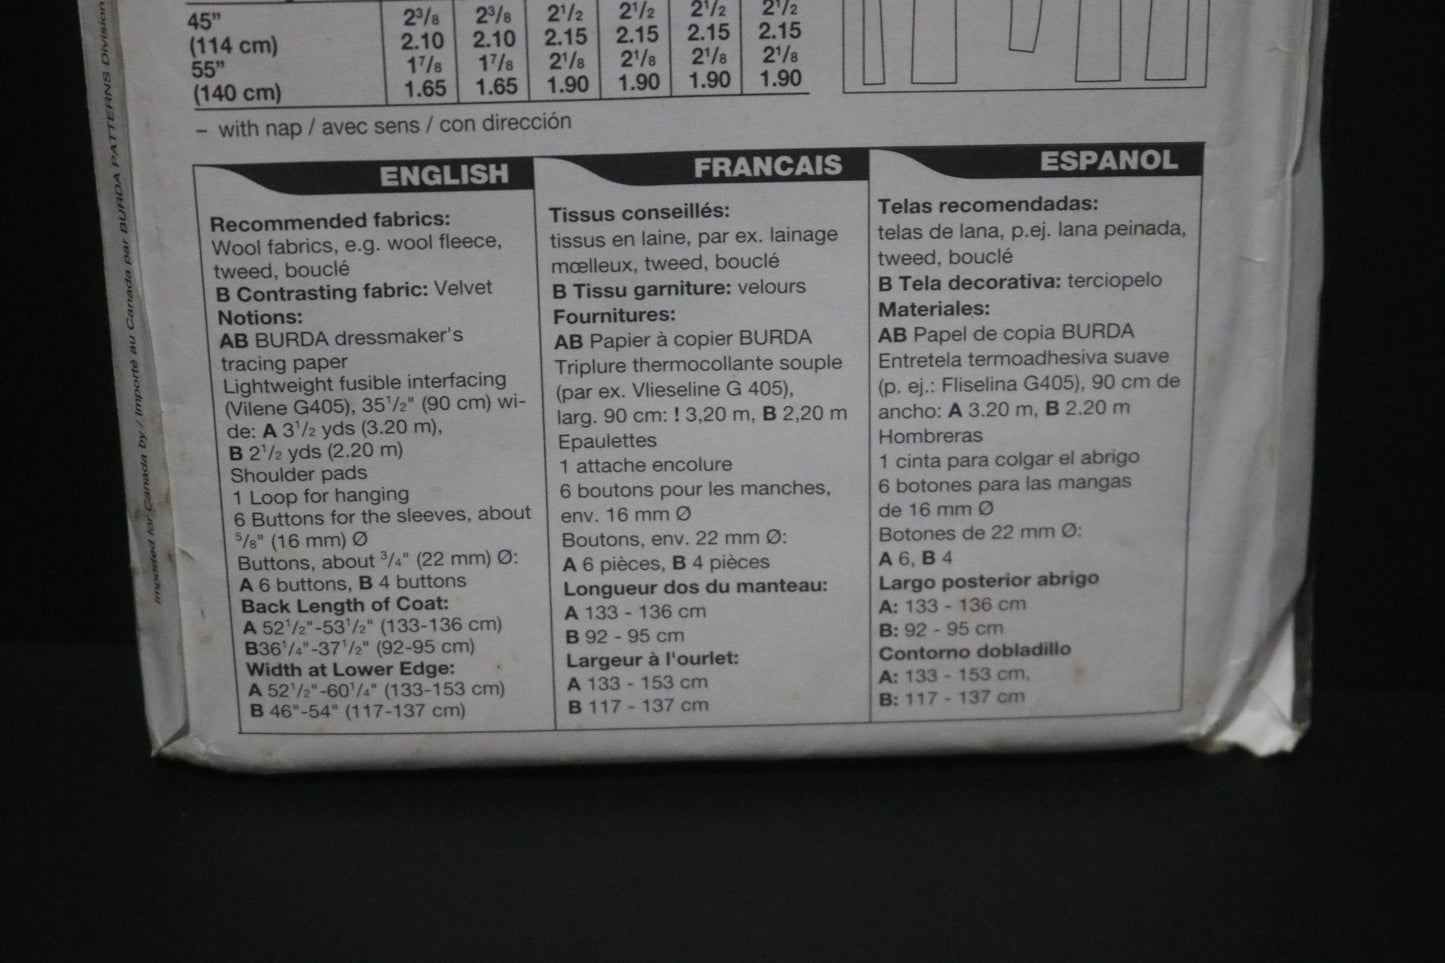 45" 2³/₈ 2³/₈ 2¹/₂ 2¹/₂ 2¹/₂ 2¹/₂
(114 cm) 2.10 2.10 2.15 2.15 2.15 2.15
55" 1⁷/₈ 1⁷/₈ 2¹/₈ 2¹/₈ 2¹/₈ 2¹/₈
(140 cm) 1.65 1.65 1.90 1.90 1.90 1.90
– with nap / avec sens / con dirección
ENGLISH
Recommended fabrics:
Wool fabrics, e.g. wool fleece,
tweed, bouclé
B Contrasting fabric: Velvet
Notions:
AB BURDA dressmaker's
tracing paper
Lightweight fusible interfacing
(Vilene G405), 35¹/₂" (90 cm) wi-
de: A 3¹/₂ yds (3.20 m),
B 2¹/₂ yds (2.20 m)
Shoulder pads
1 Loop for hanging
6 Buttons for the sleeves, about
⁵/₈" (16 mm) Ø
Buttons, about ³/₄" (22 mm) Ø:
A 6 buttons, B 4 buttons
Back Length of Coat:
A 52¹/₂"-53¹/₂" (133-136 cm)
B36¹/₄"-37¹/₂" (92-95 cm)
Width at Lower Edge:
A 52¹/₂"-60¹/₄" (133-153 cm)
B 46"-54" (117-137 cm)
FRANCAIS
Tissus conseillés:
tissus en laine, par ex. lainage
mœlleux, tweed, bouclé
B Tissu garniture: velours
Fournitures:
AB Papier à copier BURDA
Triplure thermocollante souple
(par ex. Vlieseline G 405),
larg. 90 cm: ! 3,20 m, B 2,20 m
Epaulettes
1 attache encolure
6 boutons pour les manches,
env. 16 mm Ø
Boutons, env. 22 mm Ø:
A 6 pièces, B 4 pièces
Longueur dos du manteau:
A 133 - 136 cm
B 92 - 95 cm
Largeur à l'ourlet:
A 133 - 153 cm
B 117 - 137 cm
ESPANOL
Telas recomendadas:
telas de lana, p.ej. lana peinada,
tweed, bouclé
B Tela decorativa: terciopelo
Materiales:
AB Papel de copia BURDA
Entretela termoadhesiva suave
(p. ej.: Fliselina G405), 90 cm de
ancho: A 3.20 m, B 2.20 m
Hombreras
1 cinta para colgar el abrigo
6 botones para las mangas
de 16 mm Ø
Botones de 22 mm Ø:
A 6, B 4
Largo posterior abrigo
A: 133 - 136 cm
B: 92 - 95 cm
Contorno dobladillo
A: 133 - 153 cm,
B: 117 - 137 cm
Imported for Canada by / Importé au Canada par BURDA PATTERNS Division